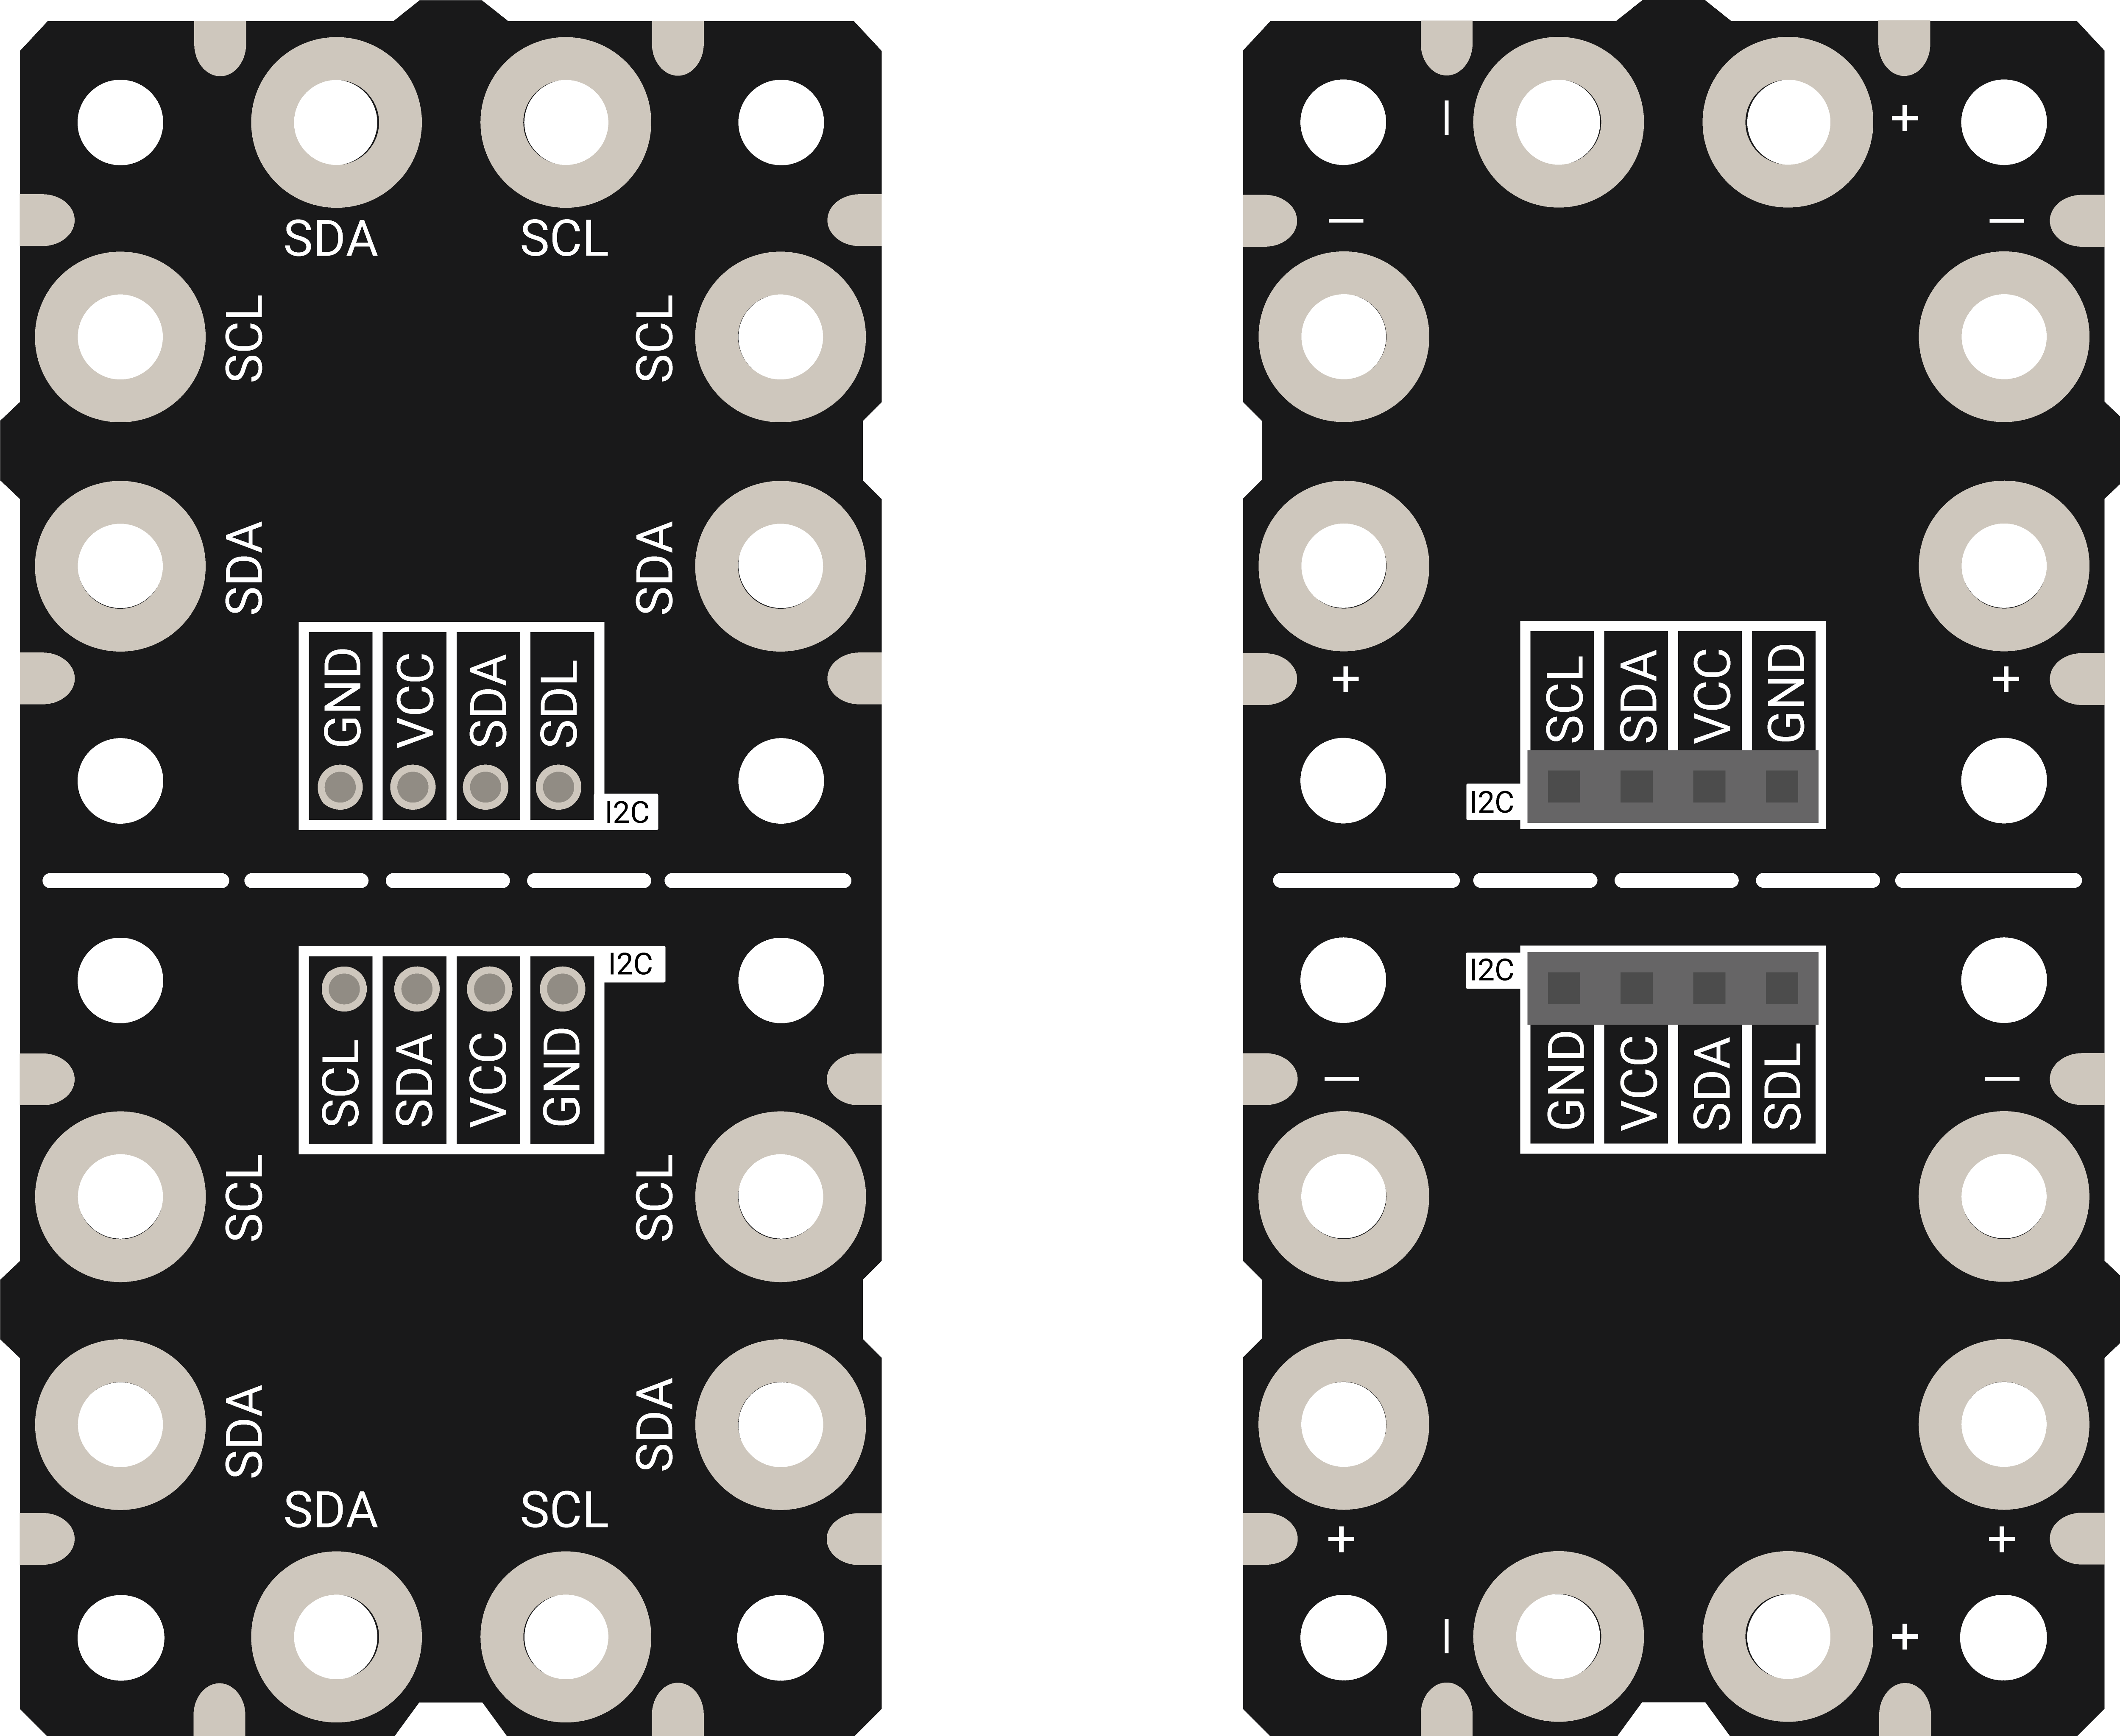 SDA SCL
SCL SCL
SDA SDA
GND VCC SDA SDL
I2C
I2C
SCL SDA VCC GND
SCL SCL
SDA SDA
SDA SCL
− +
− −
+ +
SCL SDA VCC GND
I2C
I2C
GND VCC SDA SDL
− −
+ +
− +